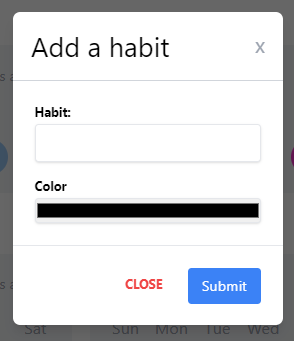 Add a habit x
s a
Habit:
Color
CLOSE Submit
s a
Sat Sun Mon Tue Wed